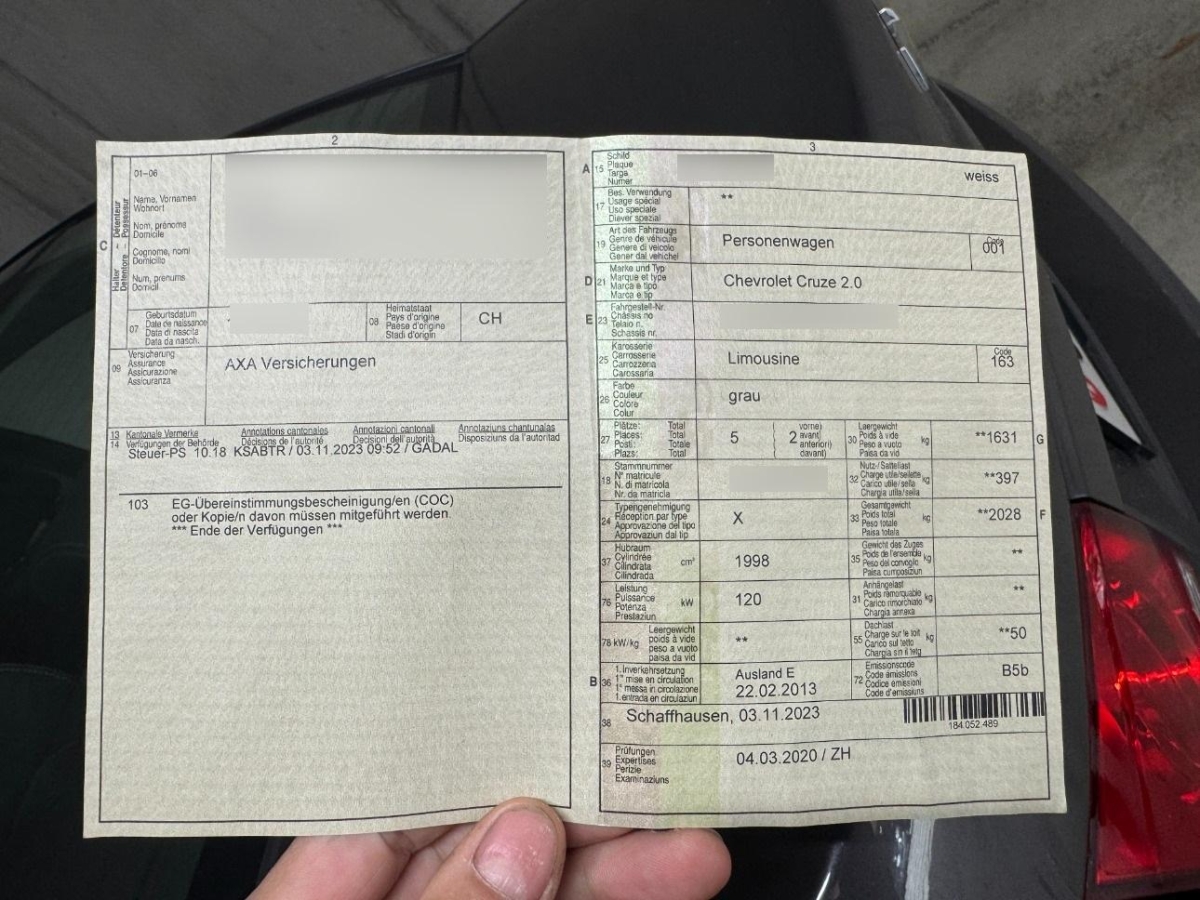 2
01-06
Halter - Détenteur
Detentore - Possessur
C
Name, Vornamen
Wohnort
Nom, prénoms
Domicile
Cognome, nomi
Domicilio
Num, prenums
Domicil
07
Geburtsdatum
Date de naissance
Data di nascita
Data da nasch.
08
Heimatstaat
Pays d'origine
Paese d'origine
Stadi d'origin
CH
09
Versicherung
Assurance
Assicurazione
Assicuranza
AXA Versicherungen
13 Kantonale Vermerke Annotations cantonales Annotazioni cantonali Annotaziuns chantunalas
14 Verfügungen der Behörde Décisions de l'autorité Decisioni dell'autorità Disposiziuns da l'autoritad
Steuer-PS 10.18 KSABTR / 03.11.2023 09:52 / GADAL
103 EG-Übereinstimmungsbescheinigung/en (COC)
oder Kopie/n davon müssen mitgeführt werden.
*** Ende der Verfügungen ***
3
A 15
Schild
Plaque
Targa
Numer
weiss
17
Bes. Verwendung
Usage spécial
Uso speciale
Diever spezial
**
19
Art des Fahrzeugs
Genre de véhicule
Genere di veicolo
Gener dal vehichel
Personenwagen
Code
001
D 21
Marke und Typ
Marque et type
Marca e tipo
Marca e tip
Chevrolet Cruze 2.0
E 23
Fahrgestell-Nr.
Châssis no
Telaio n.
Schassis nr.
25
Karosserie
Carrosserie
Carrozzeria
Carossaria
Limousine
Code
163
26
Farbe
Couleur
Colore
Colur
grau
27
Plätze: Total
Places: Total
Posti: Totale
Plazs: Total
5
2
vorne)
avant
anteriori)
davant)
30
Leergewicht
Poids à vide
Peso a vuoto
Paisa da vid
kg
**1631
G
18
Stammnummer
N° matricule
N. di matricola
Nr. da matricla
32
Nutz-/Sattellast
Charge utile/sellette
Carico utile/sella
Chargia utila/sella
kg
**397
24
Typengenehmigung
Réception par type
Approvazione del tipo
Approvaziun dal tip
X
33
Gesamtgewicht
Poids total
Peso totale
Paisa totala
kg
**2028
F
37
Hubraum
Cylindrée
Cilindrata
Cilindrada
cm³
1998
35
Gewicht des Zuges
Poids de l'ensemble
Peso del convoglio
Paisa cumposiziun
kg
**
76
Leistung
Puissance
Potenza
Prestaziun
kW
120
31
Anhängelast
Poids remorquable
Carico rimorchiato
Chargia annexa
kg
**
78 kW/kg
Leergewicht
poids à vide
peso a vuoto
paisa da vid
**
55
Dachlast
Charge sur le toit
Carico sul tetto
Chargia sin il tetg
kg
**50
B 36
1. Inverkehrsetzung
1re mise en circulation
1a messa in circolazione
1. entrada en circulaziun
Ausland E
22.02.2013
72
Emissionscode
Code émissions
Codice emissioni
Code d'emissiuns
B5b
38
Schaffhausen, 03.11.2023
184.052.489
39
Prüfungen
Expertises
Perizie
Examinaziuns
04.03.2020 / ZH